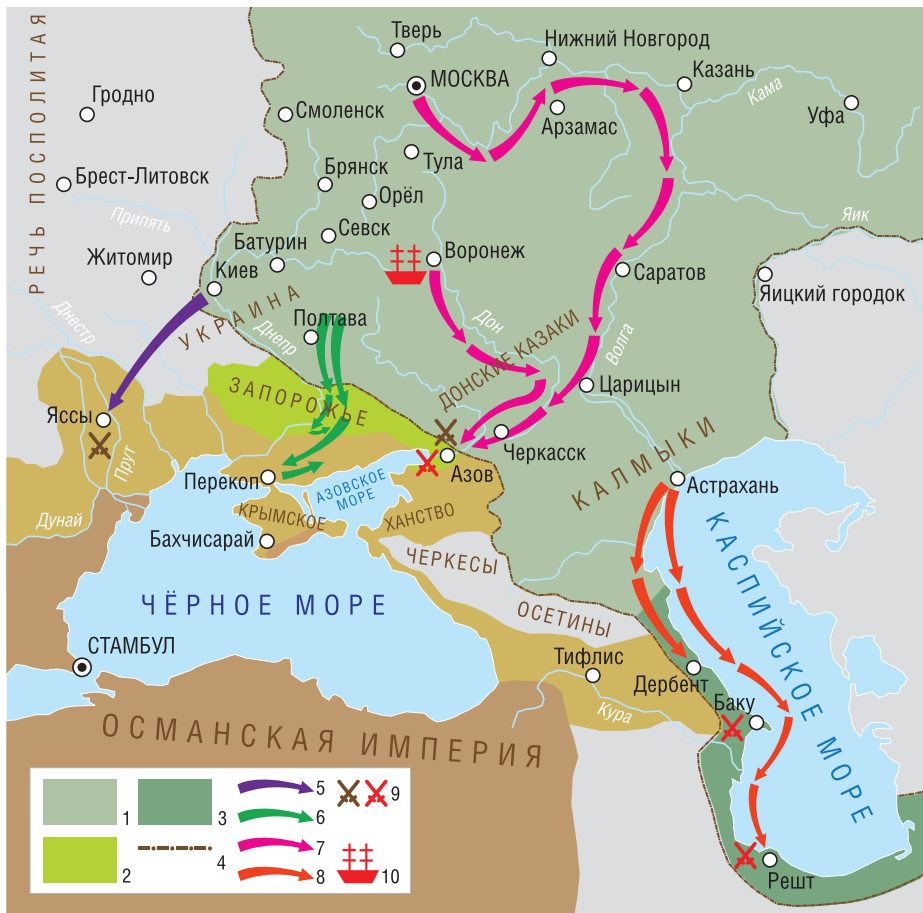 Тверь
НИЖНИЙ НОВГОРОД
МОСКВА
Казань
Кама
Гродно
Смоленск
Арзамас
Уфа
РЕЧЬ ПОСПОЛИТАЯ
Тула
Брест-Литовск
Брянск
Орёл
Припять
Севск
Яик
Батурин
Воронеж
Житомир
Киев
Саратов
Яицкий городок
УКРАИНА
Днестр
Днепр
Полтава
Дон
ДОНСКИЕ КАЗАКИ
Волга
ЗАПОРОЖЬЕ
Царицын
Яссы
Черкасск
Прут
Азов
КАЛМЫКИ
Перекоп
АЗОВСКОЕ
МОРЕ
Астрахань
Дунай
КРЫМСКОЕ
ХАНСТВО
Бахчисарай
ЧЕРКЕСЫ
КАСПИЙСКОЕ МОРЕ
ЧЁРНОЕ МОРЕ
ОСЕТИНЫ
СТАМБУЛ
Тифлис
Дербент
Кура
Баку
ОСМАНСКАЯ ИМПЕРИЯ
1
2
3
4
5
6
7
8
9
10
Решт